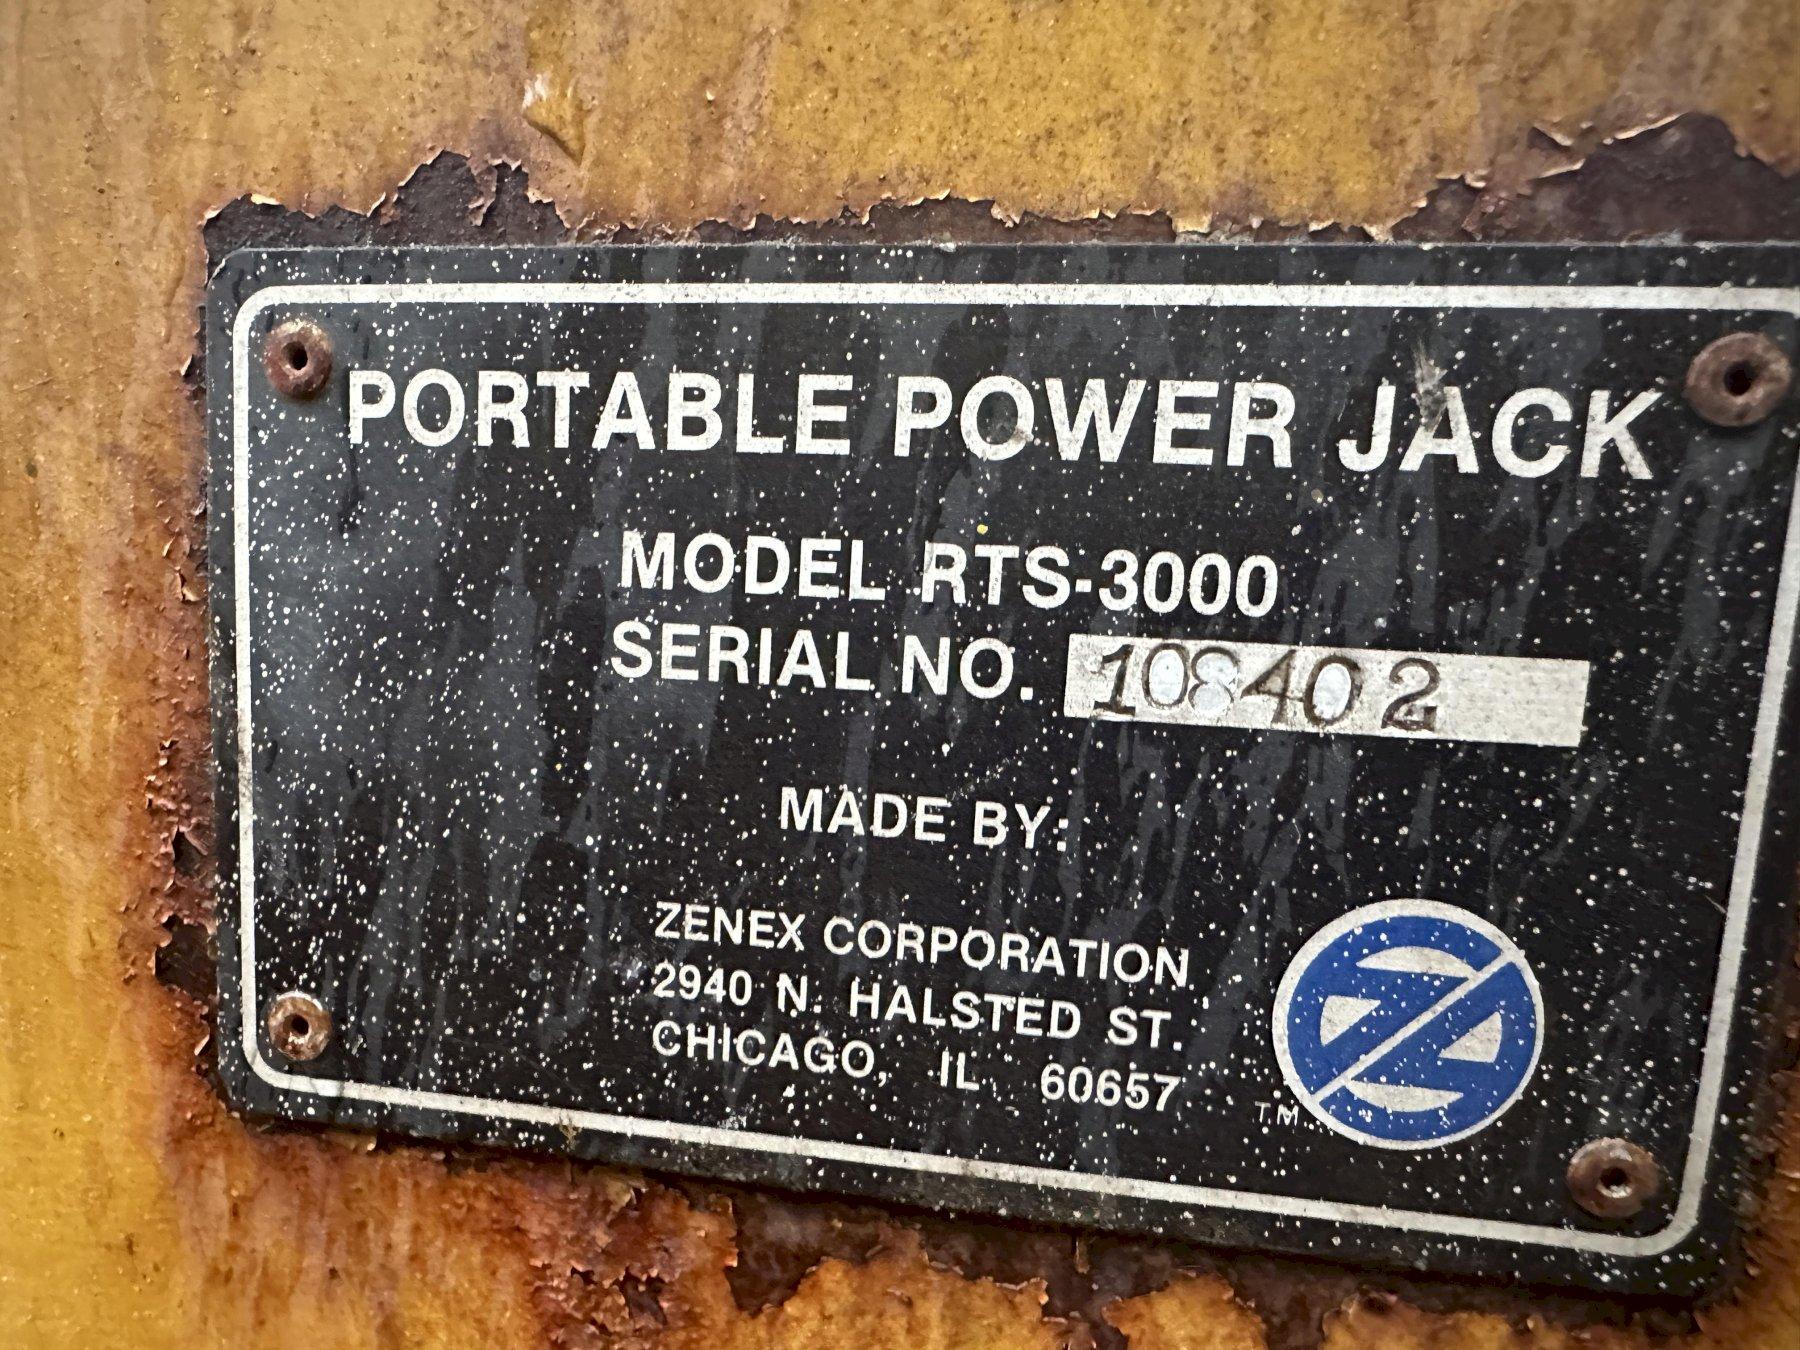 PORTABLE POWER JACK
MODEL RTS-3000
SERIAL NO. 108402
MADE BY:
ZENEX CORPORATION
2940 N. HALSTED ST.
CHICAGO, IL 60657
Z
TM